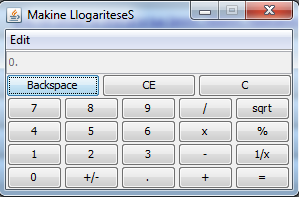 Makine LlogariteseS
Edit
0.
Backspace CE C
7 8 9 / sqrt
4 5 6 x %
1 2 3 - 1/x
0 +/- . + =